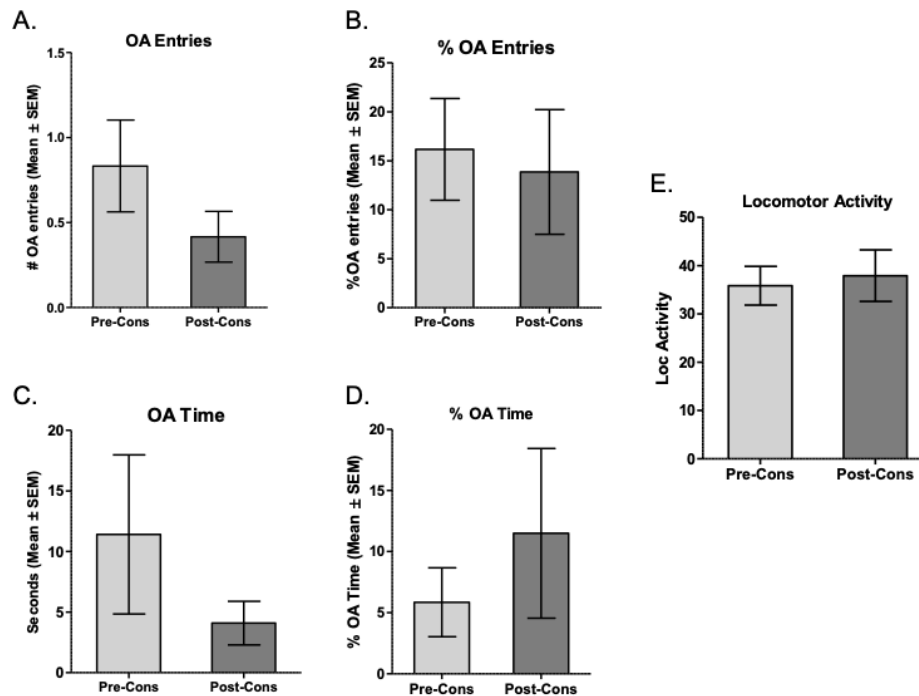 A.
OA Entries
# OA entries (Mean ± SEM)
1.5
1.0
0.5
0.0
Pre-Cons Post-Cons
B.
% OA Entries
%OA entries (Mean ± SEM)
25
20
15
10
5
0
Pre-Cons Post-Cons
C.
OA Time
Seconds (Mean ± SEM)
20
15
10
5
0
Pre-Cons Post-Cons
D.
% OA Time
% OA Time (Mean ± SEM)
20
15
10
5
0
Pre-Cons Post-Cons
E.
Locomotor Activity
Loc Activity
50
40
30
20
10
0
Pre-Cons Post-Cons